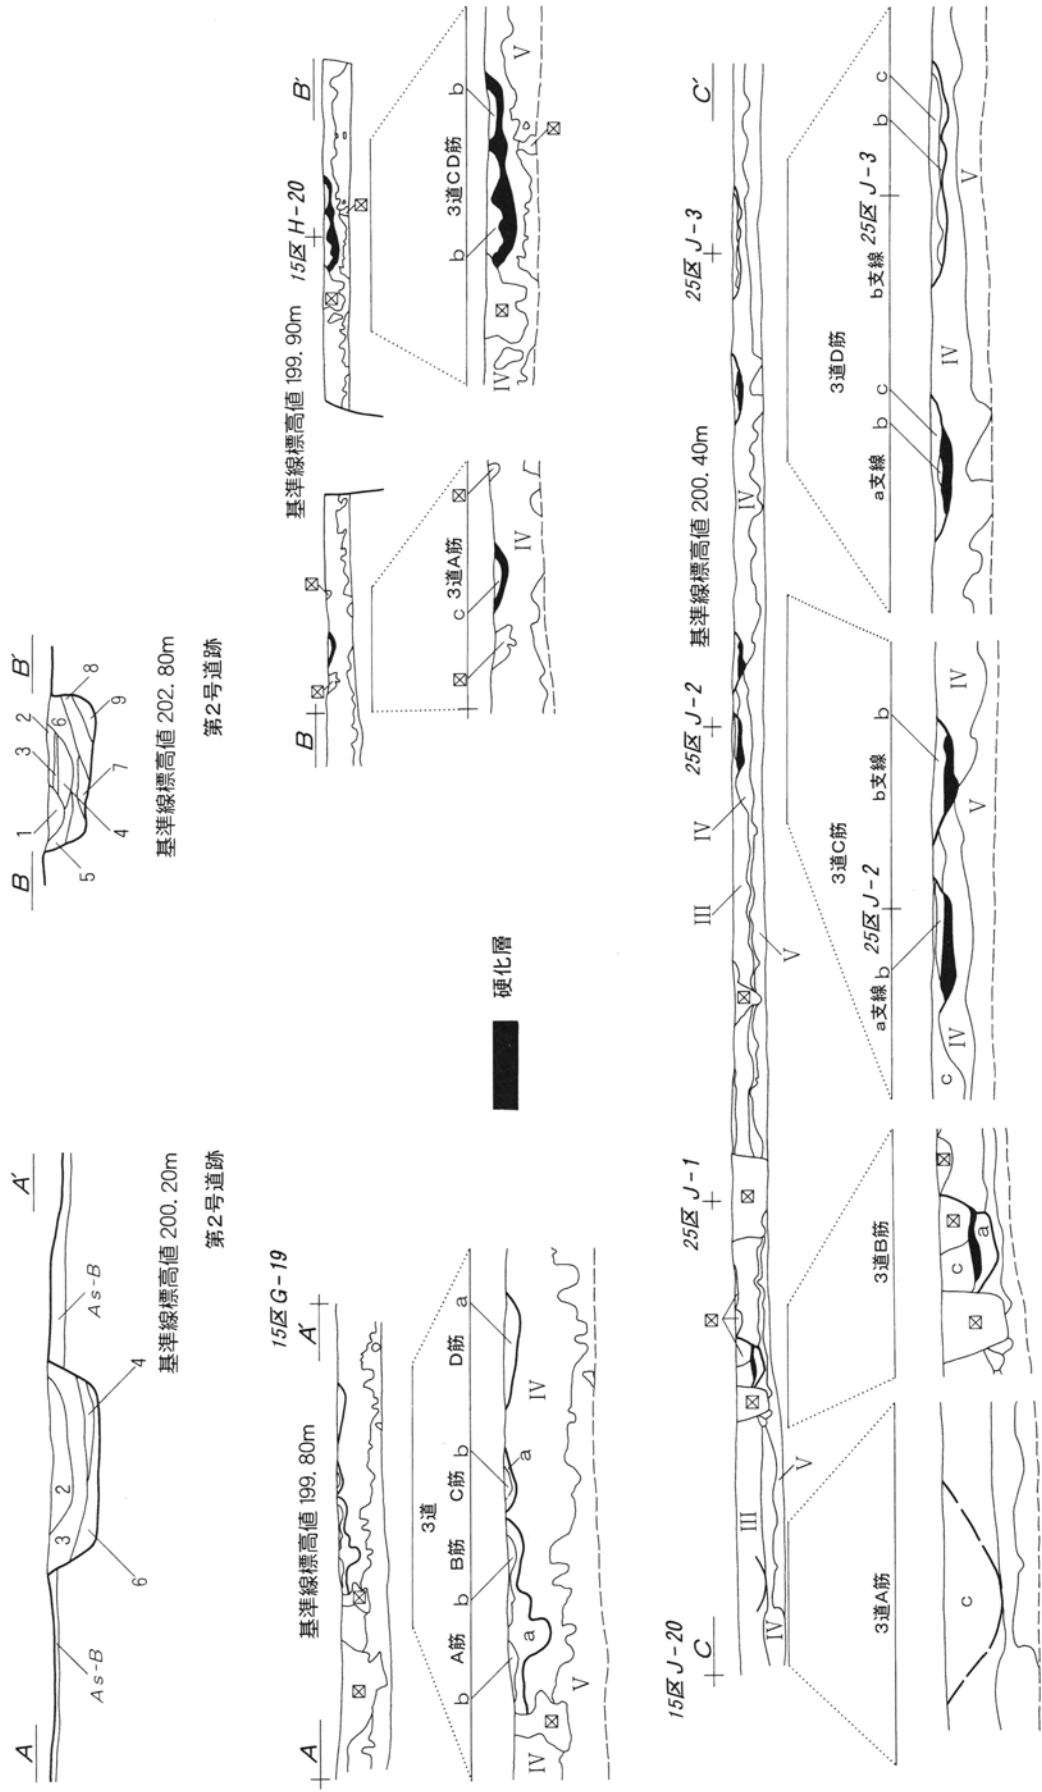 A
A′
As-B
As-B
2
3
4
6
基準線標高値 200.20m
第2号道跡
B
B′
1
3
2
6
8
9
7
4
5
基準線標高値 202.80m
第2号道跡
15区 G-19
A
A′
基準線標高値 199.80m
3道
A筋
B筋
C筋
D筋
b
b
b
a
a
a
IV
IV
V
硬化層
基準線標高値 199.90m
B
15区 H-20
B′
3道A筋
c
IV
3道CD筋
b
b
IV
V
基準線標高値 200.40m
15区 J-20
C
25区 J-1
25区 J-2
25区 J-3
C′
III
IV
V
III
IV
V
IV
3道A筋
c
3道B筋
c
a
3道C筋
a支線
b
25区 J-2
b支線
b
c
IV
IV
V
3道D筋
a支線
b
c
b支線
25区 J-3
b
c
IV
V